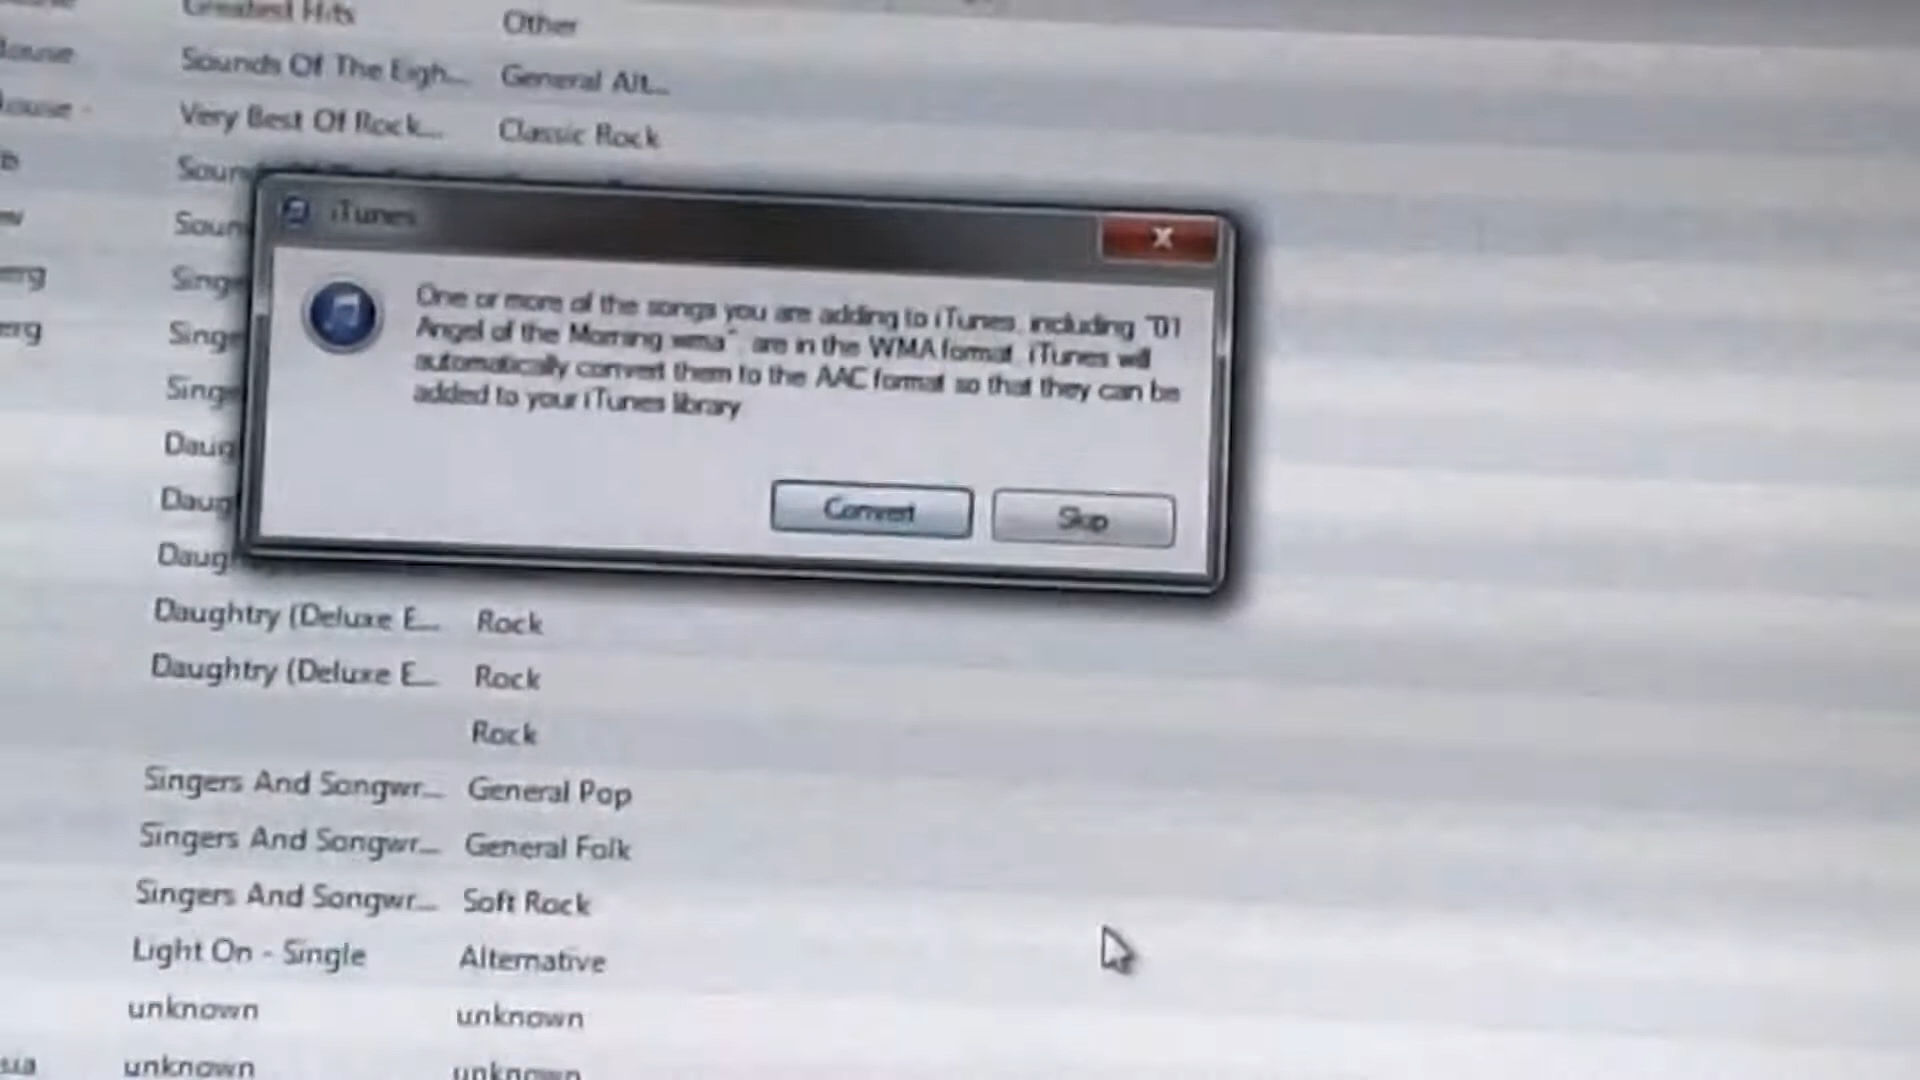 Greatest Hits Other
Sounds Of The Eigh... General Alt...
Very Best Of Rock... Classic Rock
iTunes
One or more of the songs you are adding to iTunes, including "01
Angel of the Morning.wma", are in the WMA format. iTunes will
automatically convert them to the AAC format so that they can be
added to your iTunes library.
Convert Skip
Daughtry (Deluxe E... Rock
Daughtry (Deluxe E... Rock
Rock
Singers And Songwr... General Pop
Singers And Songwr... General Folk
Singers And Songwr... Soft Rock
Light On - Single Alternative
unknown unknown
unknown unknown